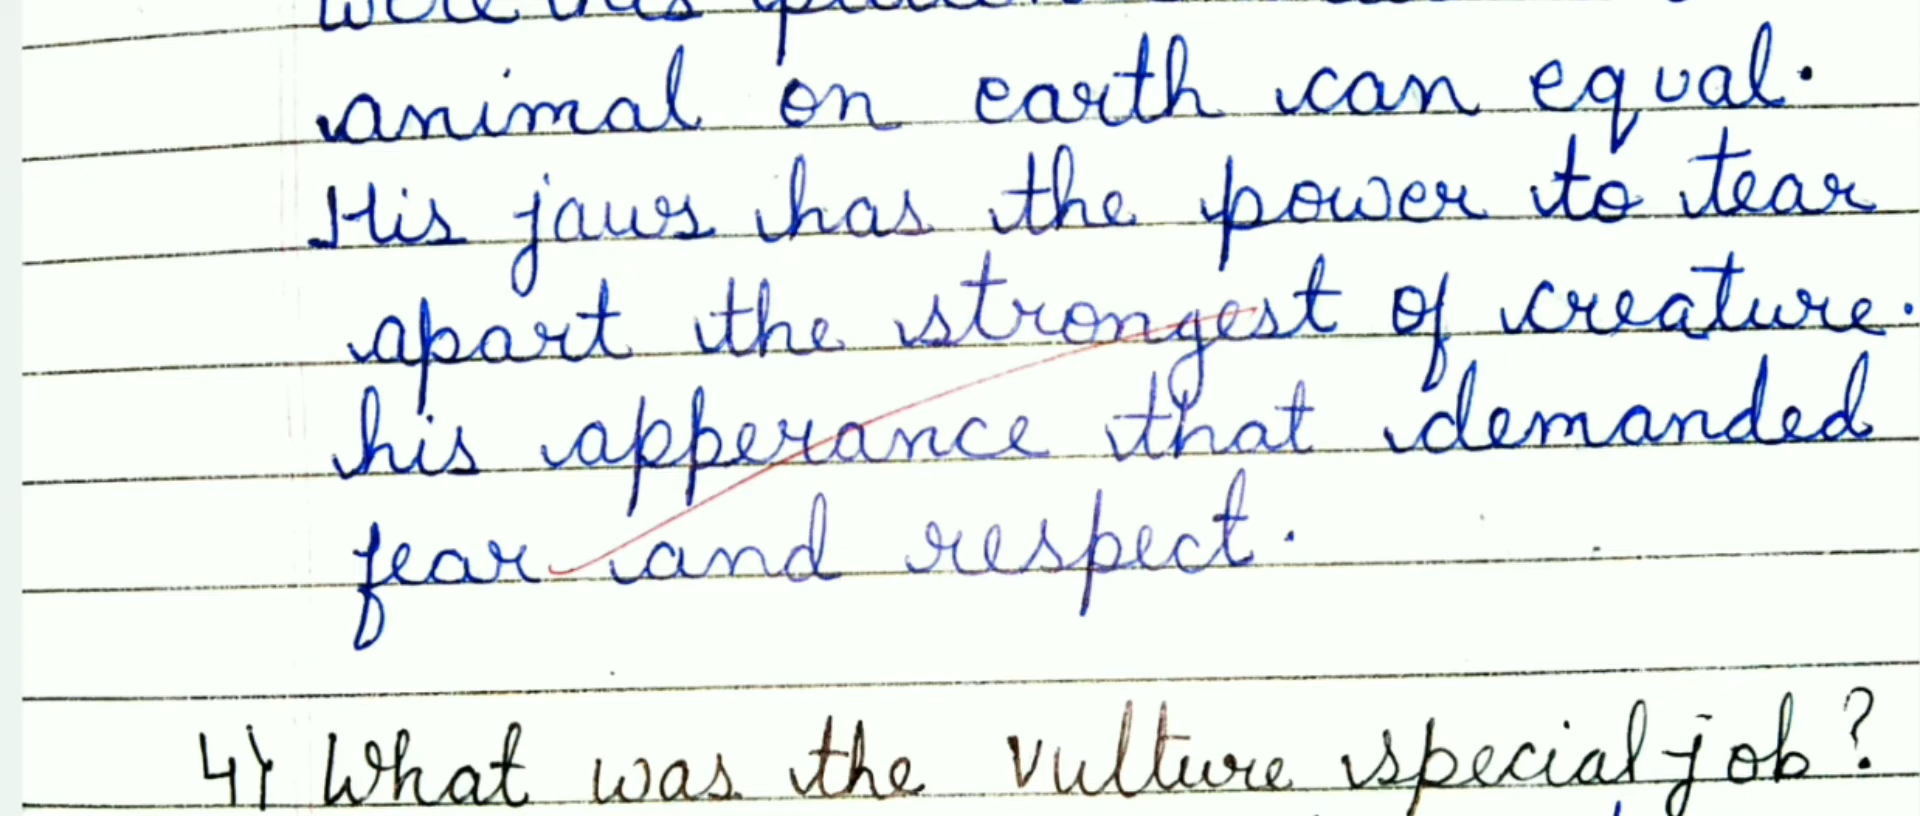 animal on earth can equal.
His jaws has the power to tear
apart the strongest of creature.
his apperance that demanded
fear and respect.
4) What was the vulture special job?